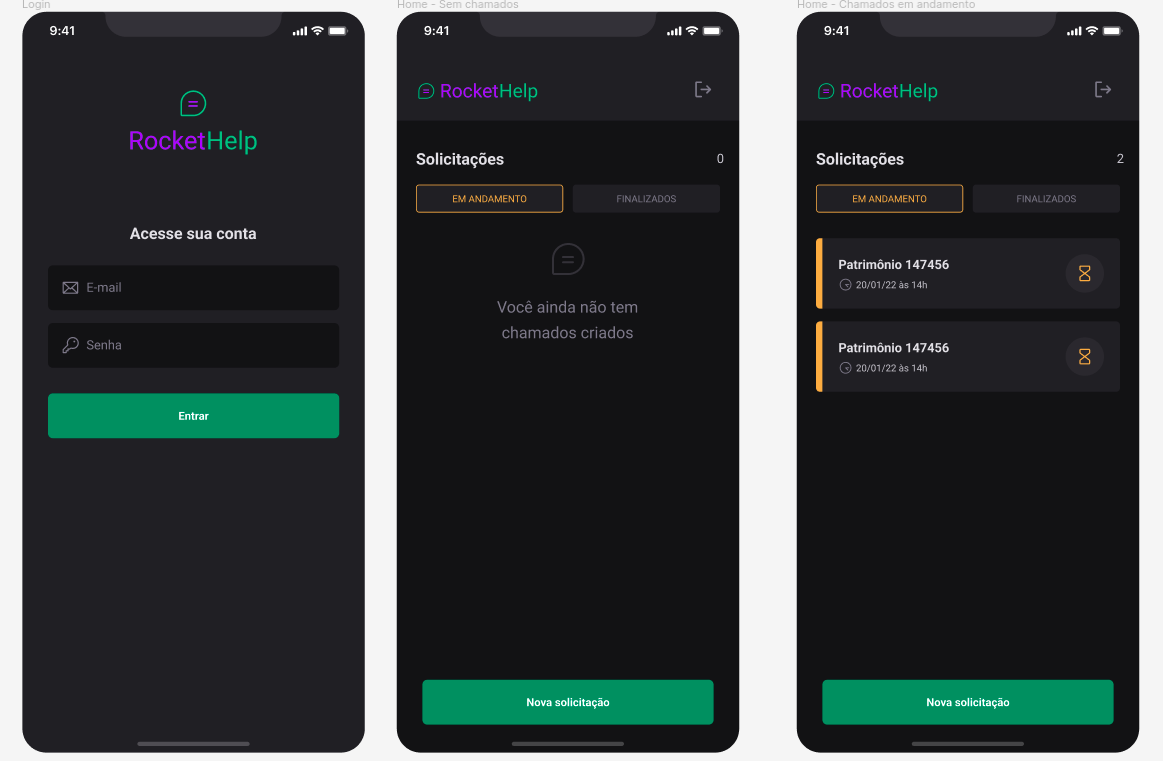 Login
9:41
RocketHelp
Acesse sua conta
E-mail
Senha
Entrar
Home - Sem chamados
9:41
RocketHelp
Solicitações 0
EM ANDAMENTO FINALIZADOS
Você ainda não tem
chamados criados
Nova solicitação
Home - Chamados em andamento
9:41
RocketHelp
Solicitações 2
EM ANDAMENTO FINALIZADOS
Patrimônio 147456
20/01/22 às 14h
Patrimônio 147456
20/01/22 às 14h
Nova solicitação